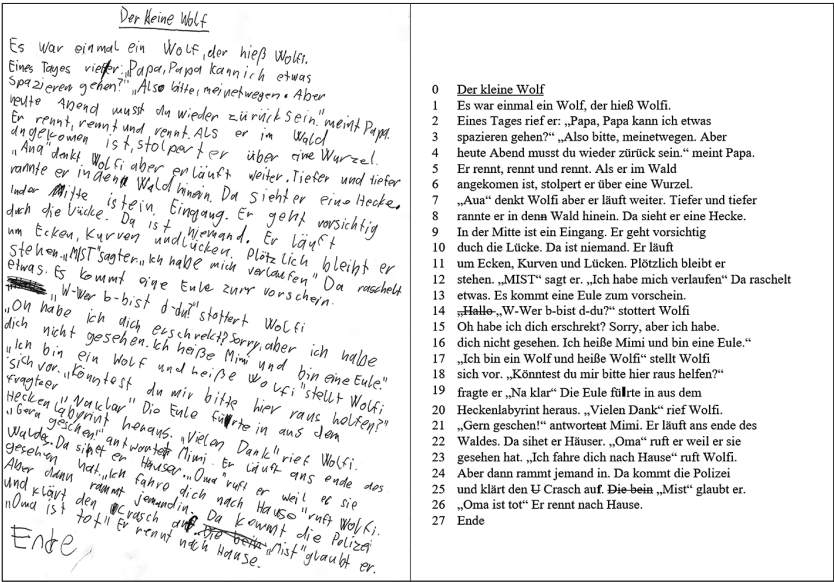 Der kleine Wolf
Es war einmal ein Wolf, der hieß Wolfi.
Eines Tages rief er: „Papa, Papa kann ich etwas
spazieren gehen?" „Also bitte, meinetwegen. Aber
heute Abend musst du wieder zürück sein." meint Papa.
Er rennt, rennt und rennt. Als er im Wald
angekomen ist, stolpert er über eine Wurzel.
„Aua" denkt Wolfi aber er läuft weiter. Tiefer und tiefer
rannte er in denn Wald hinein. Da sieht er eine Hecke.
In der Mitte ist ein Eingang. Er geht vorsichtig
duch die Lücke. Da ist niemand. Er läuft
um Ecken, Kurven und Lücken. Plötzlich bleibt er
stehen. „MIST" sagt er. „Ich habe mich verlaufen" Da raschelt
etwas. Es kommt eine Eule zum vorschein.
„W-Wer b-bist d-du?" stottert Wolfi
„Oh habe ich dich erschrekt? Sorry, aber ich habe
dich nicht gesehen. Ich heiße Mimi und bin eine Eule."
„Ich bin ein Wolf und heiße Wolfi" stellt Wolfi
sich vor. „Könntest du mir bitte hier raus helfen?"
fragt er „Na klar" Die Eule fürte in aus dem
Heckenlabyrint heraus. „Vielen Dank" rief Wolfi.
„Gern geschen!" antwortet Mimi. Er läuft ans ende des
Waldes. Da sihet er Häuser. „Oma" ruft er weil er sie
gesehen hat. „Ich fahre dich nach Hause" ruft Wolfi.
Aber dann rammt jemand in. Da kommt die Polizei
und klärt den Crasch auf. Die bein „Mist" glaubt er.
„Oma ist tot" Er rennt nach Hause.
Ende
0 Der kleine Wolf
1 Es war einmal ein Wolf, der hieß Wolfi.
2 Eines Tages rief er: „Papa, Papa kann ich etwas
3 spazieren gehen?“ „Also bitte, meinetwegen. Aber
4 heute Abend musst du wieder zürück sein.“ meint Papa.
5 Er rennt, rennt und rennt. Als er im Wald
6 angekomen ist, stolpert er über eine Wurzel.
7 „Aua” denkt Wolfi aber er läuft weiter. Tiefer und tiefer
8 rannte er in denn Wald hinein. Da sieht er eine Hecke.
9 In der Mitte ist ein Eingang. Er geht vorsichtig
10 duch die Lücke. Da ist niemand. Er läuft
11 um Ecken, Kurven und Lücken. Plötzlich bleibt er
12 stehen. „MIST” sagt er. „Ich habe mich verlaufen“ Da raschelt
13 etwas. Es kommt eine Eule zum vorschein.
14 „Hallo „W-Wer b-bist d-du?“ stottert Wolfi
15 Oh habe ich dich erschrekt? Sorry, aber ich habe.
16 dich nicht gesehen. Ich heiße Mimi und bin eine Eule.“
17 „Ich bin ein Wolf und heiße Wolfi“ stellt Wolfi
18 sich vor. „Könntest du mir bitte hier raus helfen?“
19 fragte er „Na klar“ Die Eule fürte in aus dem
20 Heckenlabyrint heraus. „Vielen Dank“ rief Wolfi.
21 „Gern geschen!“ antwortent Mimi. Er läuft ans ende des
22 Waldes. Da sihet er Häuser. „Oma“ ruft er weil er sie
23 gesehen hat. „Ich fahre dich nach Hause“ ruft Wolfi.
24 Aber dann rammt jemand in. Da kommt die Polizei
25 und klärt den U Crasch auf. Die bein „Mist“ glaubt er.
26 „Oma ist tot“ Er rennt nach Hause.
27 Ende